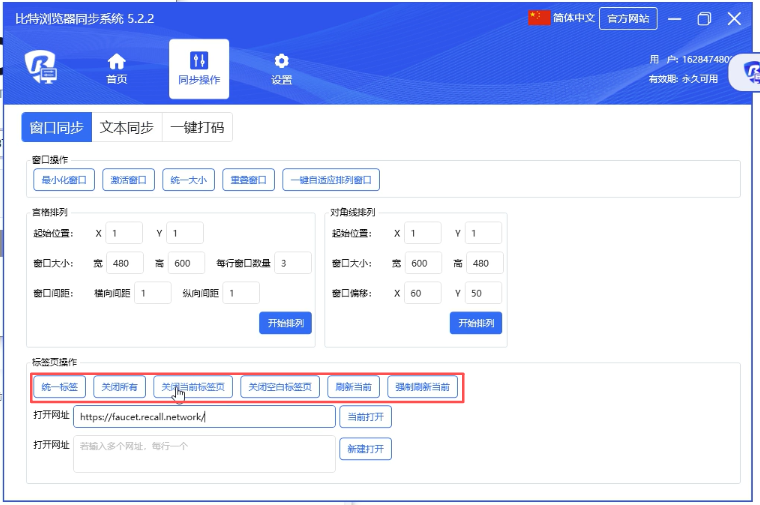 比特浏览器同步系统 5.2.2
简体中文 官方网站
首页 同步操作 设置
用 户: 162847480
有效期: 永久可用
窗口同步 文本同步 一键打码
窗口操作
最小化窗口 激活窗口 统一大小 重叠窗口 一键自适应排列窗口
宫格排列
起始位置: X 1 Y 1
窗口大小: 宽 480 高 600 每行窗口数量 3
窗口间距: 横向间距 1 纵向间距 1
开始排列
对角线排列
起始位置: X 1 Y 1
窗口大小: 宽 600 高 480
窗口偏移: X 60 Y 50
开始排列
标签页操作
统一标签 关闭所有 关闭当前标签页 关闭空白标签页 刷新当前 强制刷新当前
打开网址 https://faucet.recall.network/ 当前打开
打开网址 若输入多个网址，每行一个 新建打开